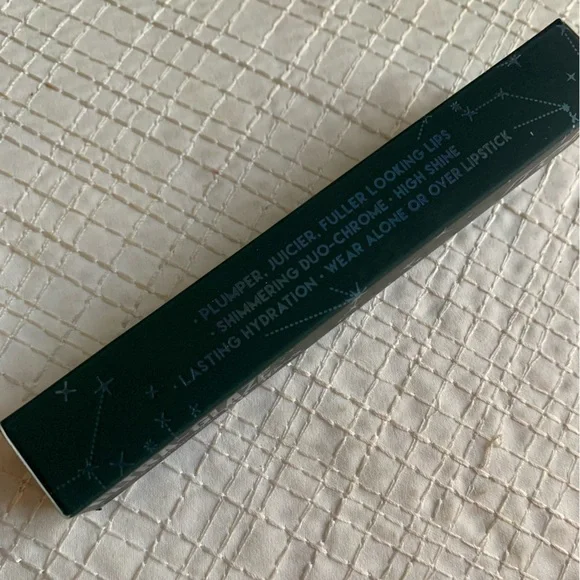 · PLUMPER, JUICIER, FULLER LOOKING LIPS
· SHIMMERING DUO-CHROME · HIGH SHINE
· LASTING HYDRATION · WEAR ALONE OR OVER LIPSTICK